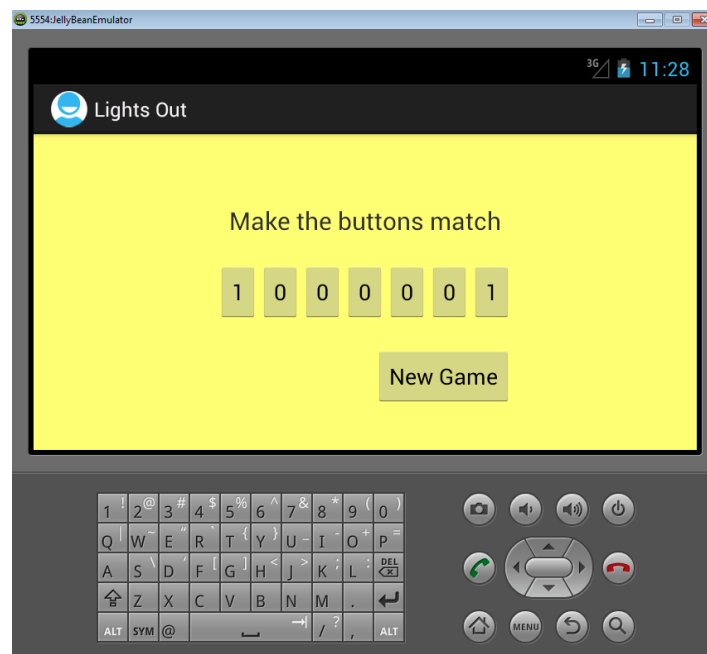 5554:JellyBeanEmulator
3G 11:28
Lights Out
Make the buttons match
1 0 0 0 0 0 1
New Game
1 ! 2 @ 3 # 4 $ 5 % 6 ^ 7 & 8 * 9 ( 0 )
Q | W ~ E " R ` T { Y } U - I - O + P =
A S \ D ' F [ G ] H < J > K ; L : DEL
Z X C V B N M .
ALT SYM @ / ? , ALT
MENU